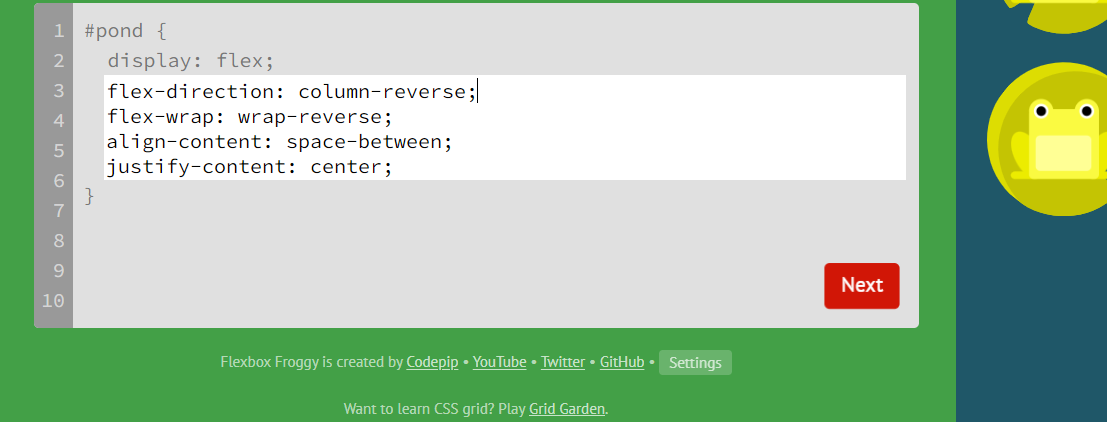 1 #pond {
2 display: flex;
3 flex-direction: column-reverse;
4 flex-wrap: wrap-reverse;
5 align-content: space-between;
6 justify-content: center;
7 }
8
9
10
Next
Flexbox Froggy is created by Codepip • YouTube • Twitter • GitHub • Settings
Want to learn CSS grid? Play Grid Garden.